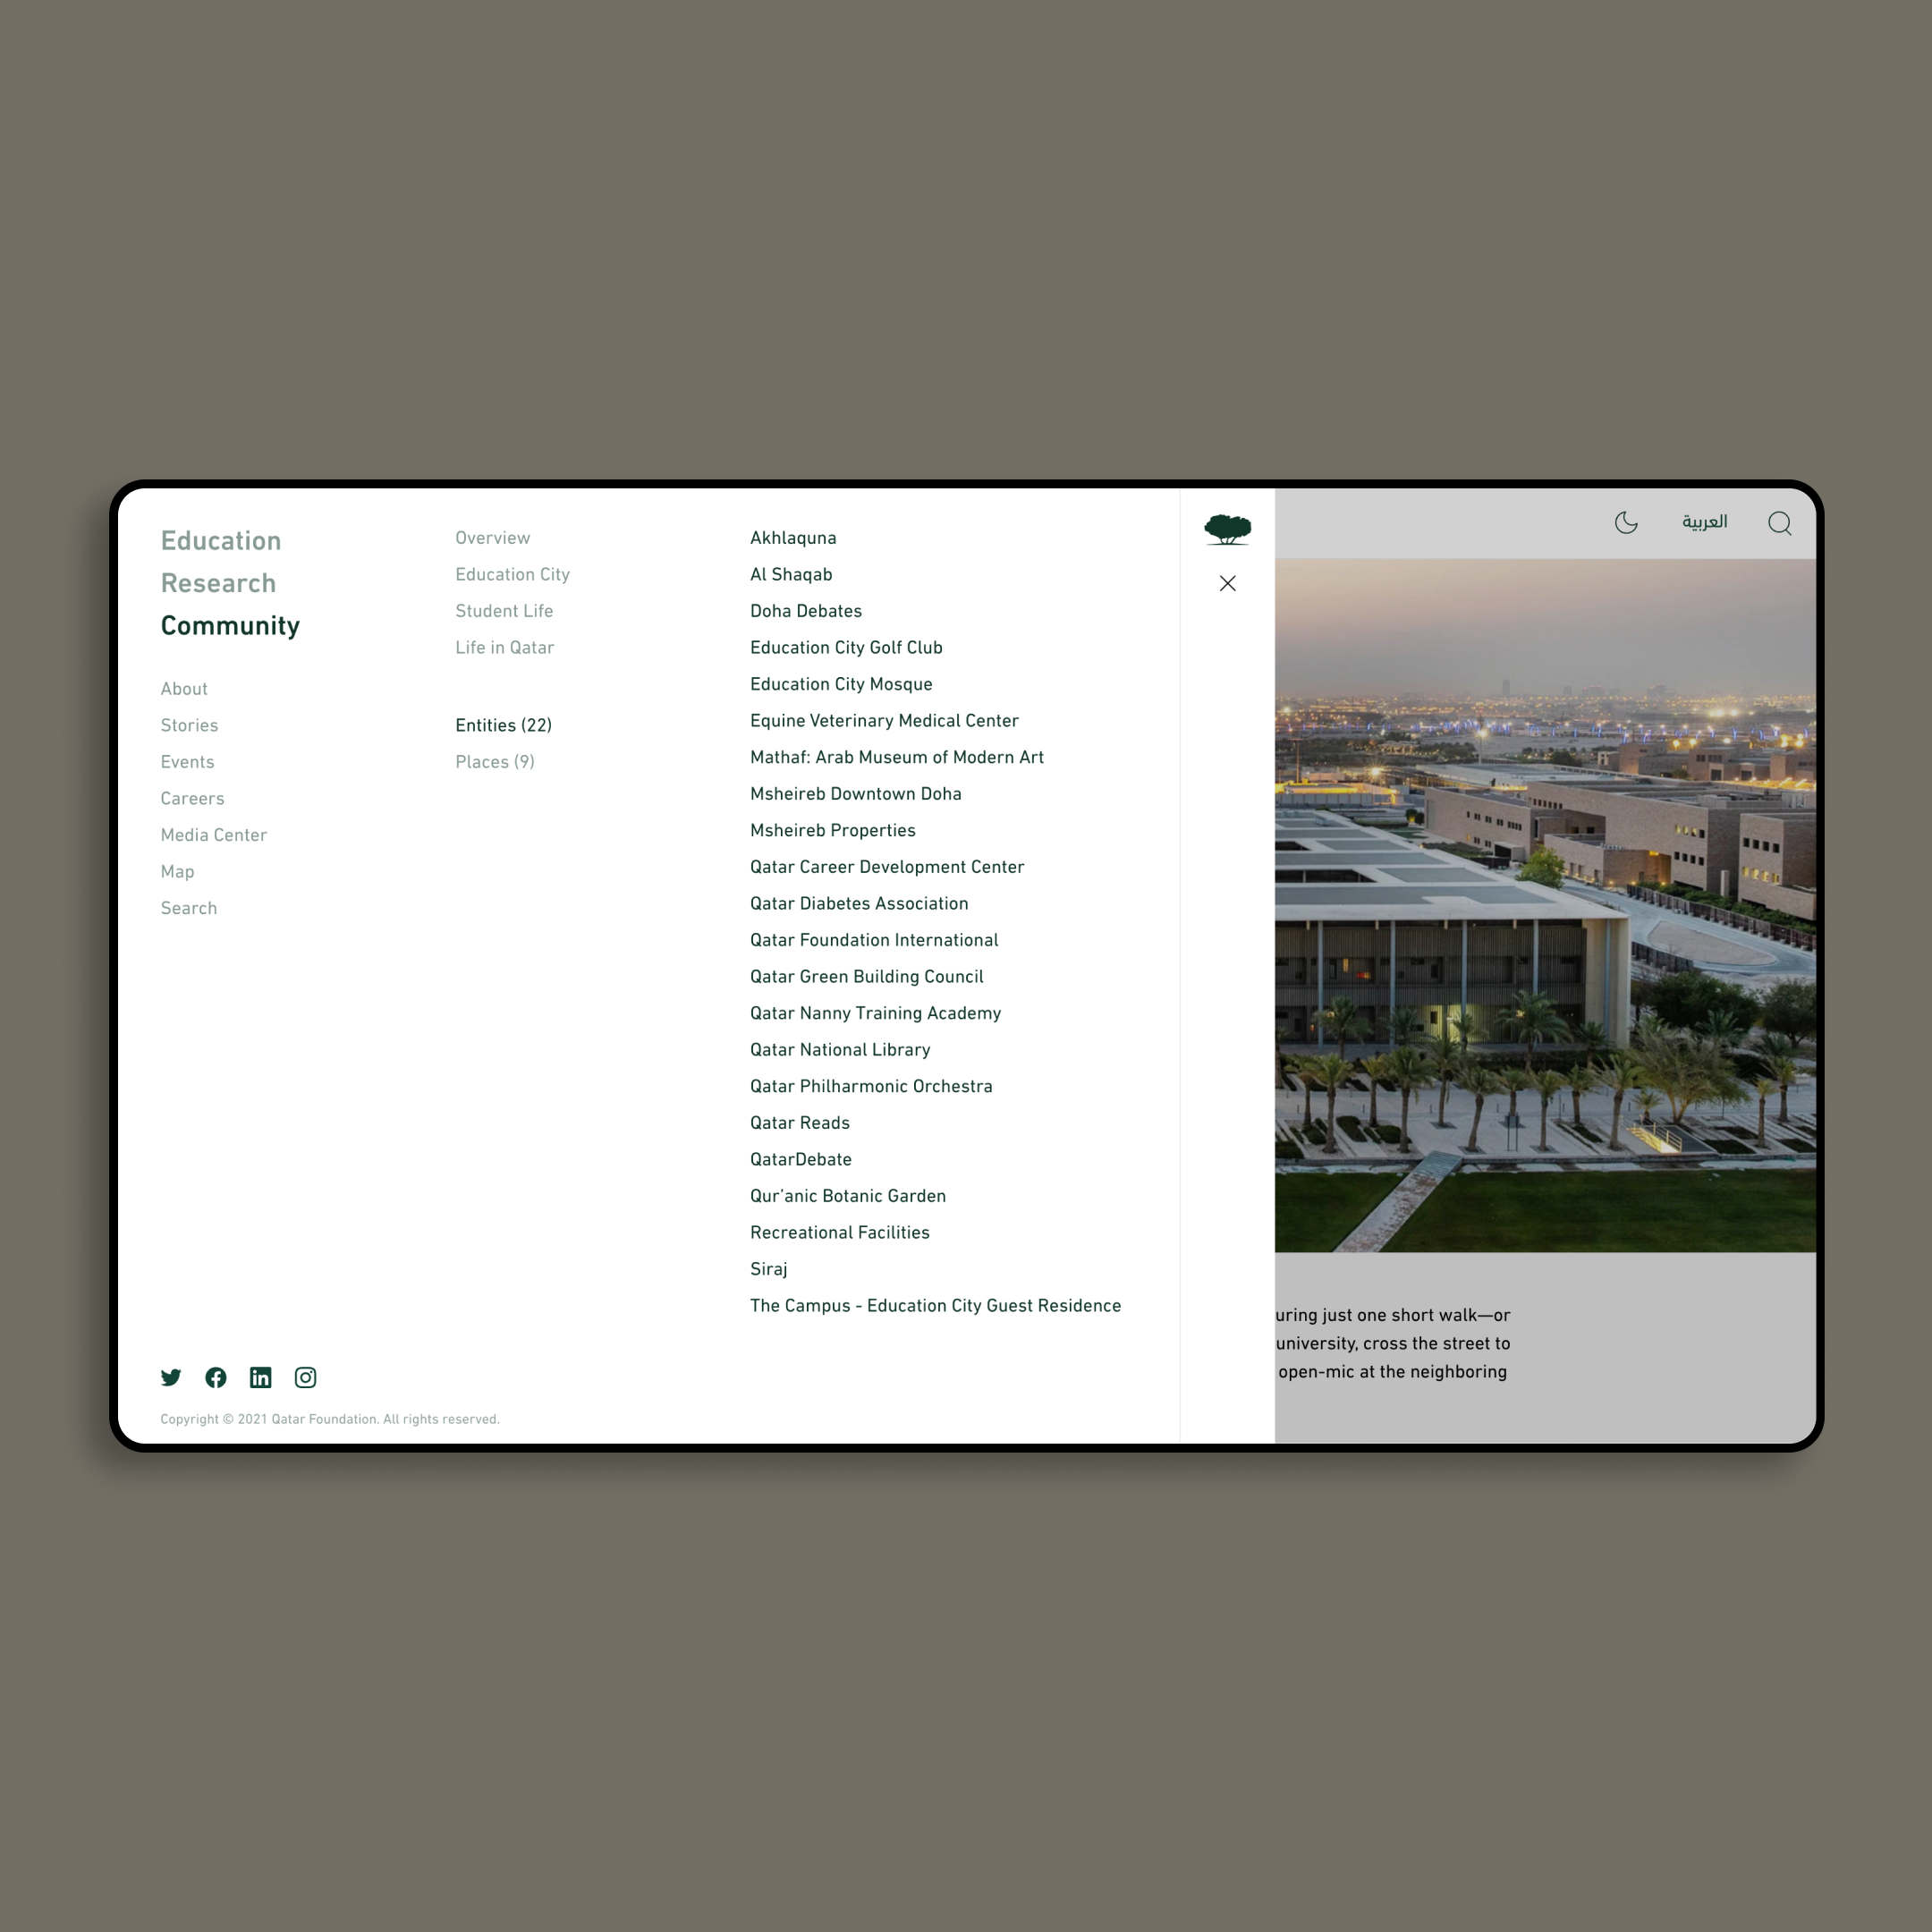 Education
Research
Community
About
Stories
Events
Careers
Media Center
Map
Search
Overview
Education City
Student Life
Life in Qatar
Entities (22)
Places (9)
Akhlaquna
Al Shaqab
Doha Debates
Education City Golf Club
Education City Mosque
Equine Veterinary Medical Center
Mathaf: Arab Museum of Modern Art
Msheireb Downtown Doha
Msheireb Properties
Qatar Career Development Center
Qatar Diabetes Association
Qatar Foundation International
Qatar Green Building Council
Qatar Nanny Training Academy
Qatar National Library
Qatar Philharmonic Orchestra
Qatar Reads
QatarDebate
Qur'anic Botanic Garden
Recreational Facilities
Siraj
The Campus - Education City Guest Residence
Copyright © 2021 Qatar Foundation. All rights reserved.
العربية
uring just one short walk—or
university, cross the street to
open-mic at the neighboring